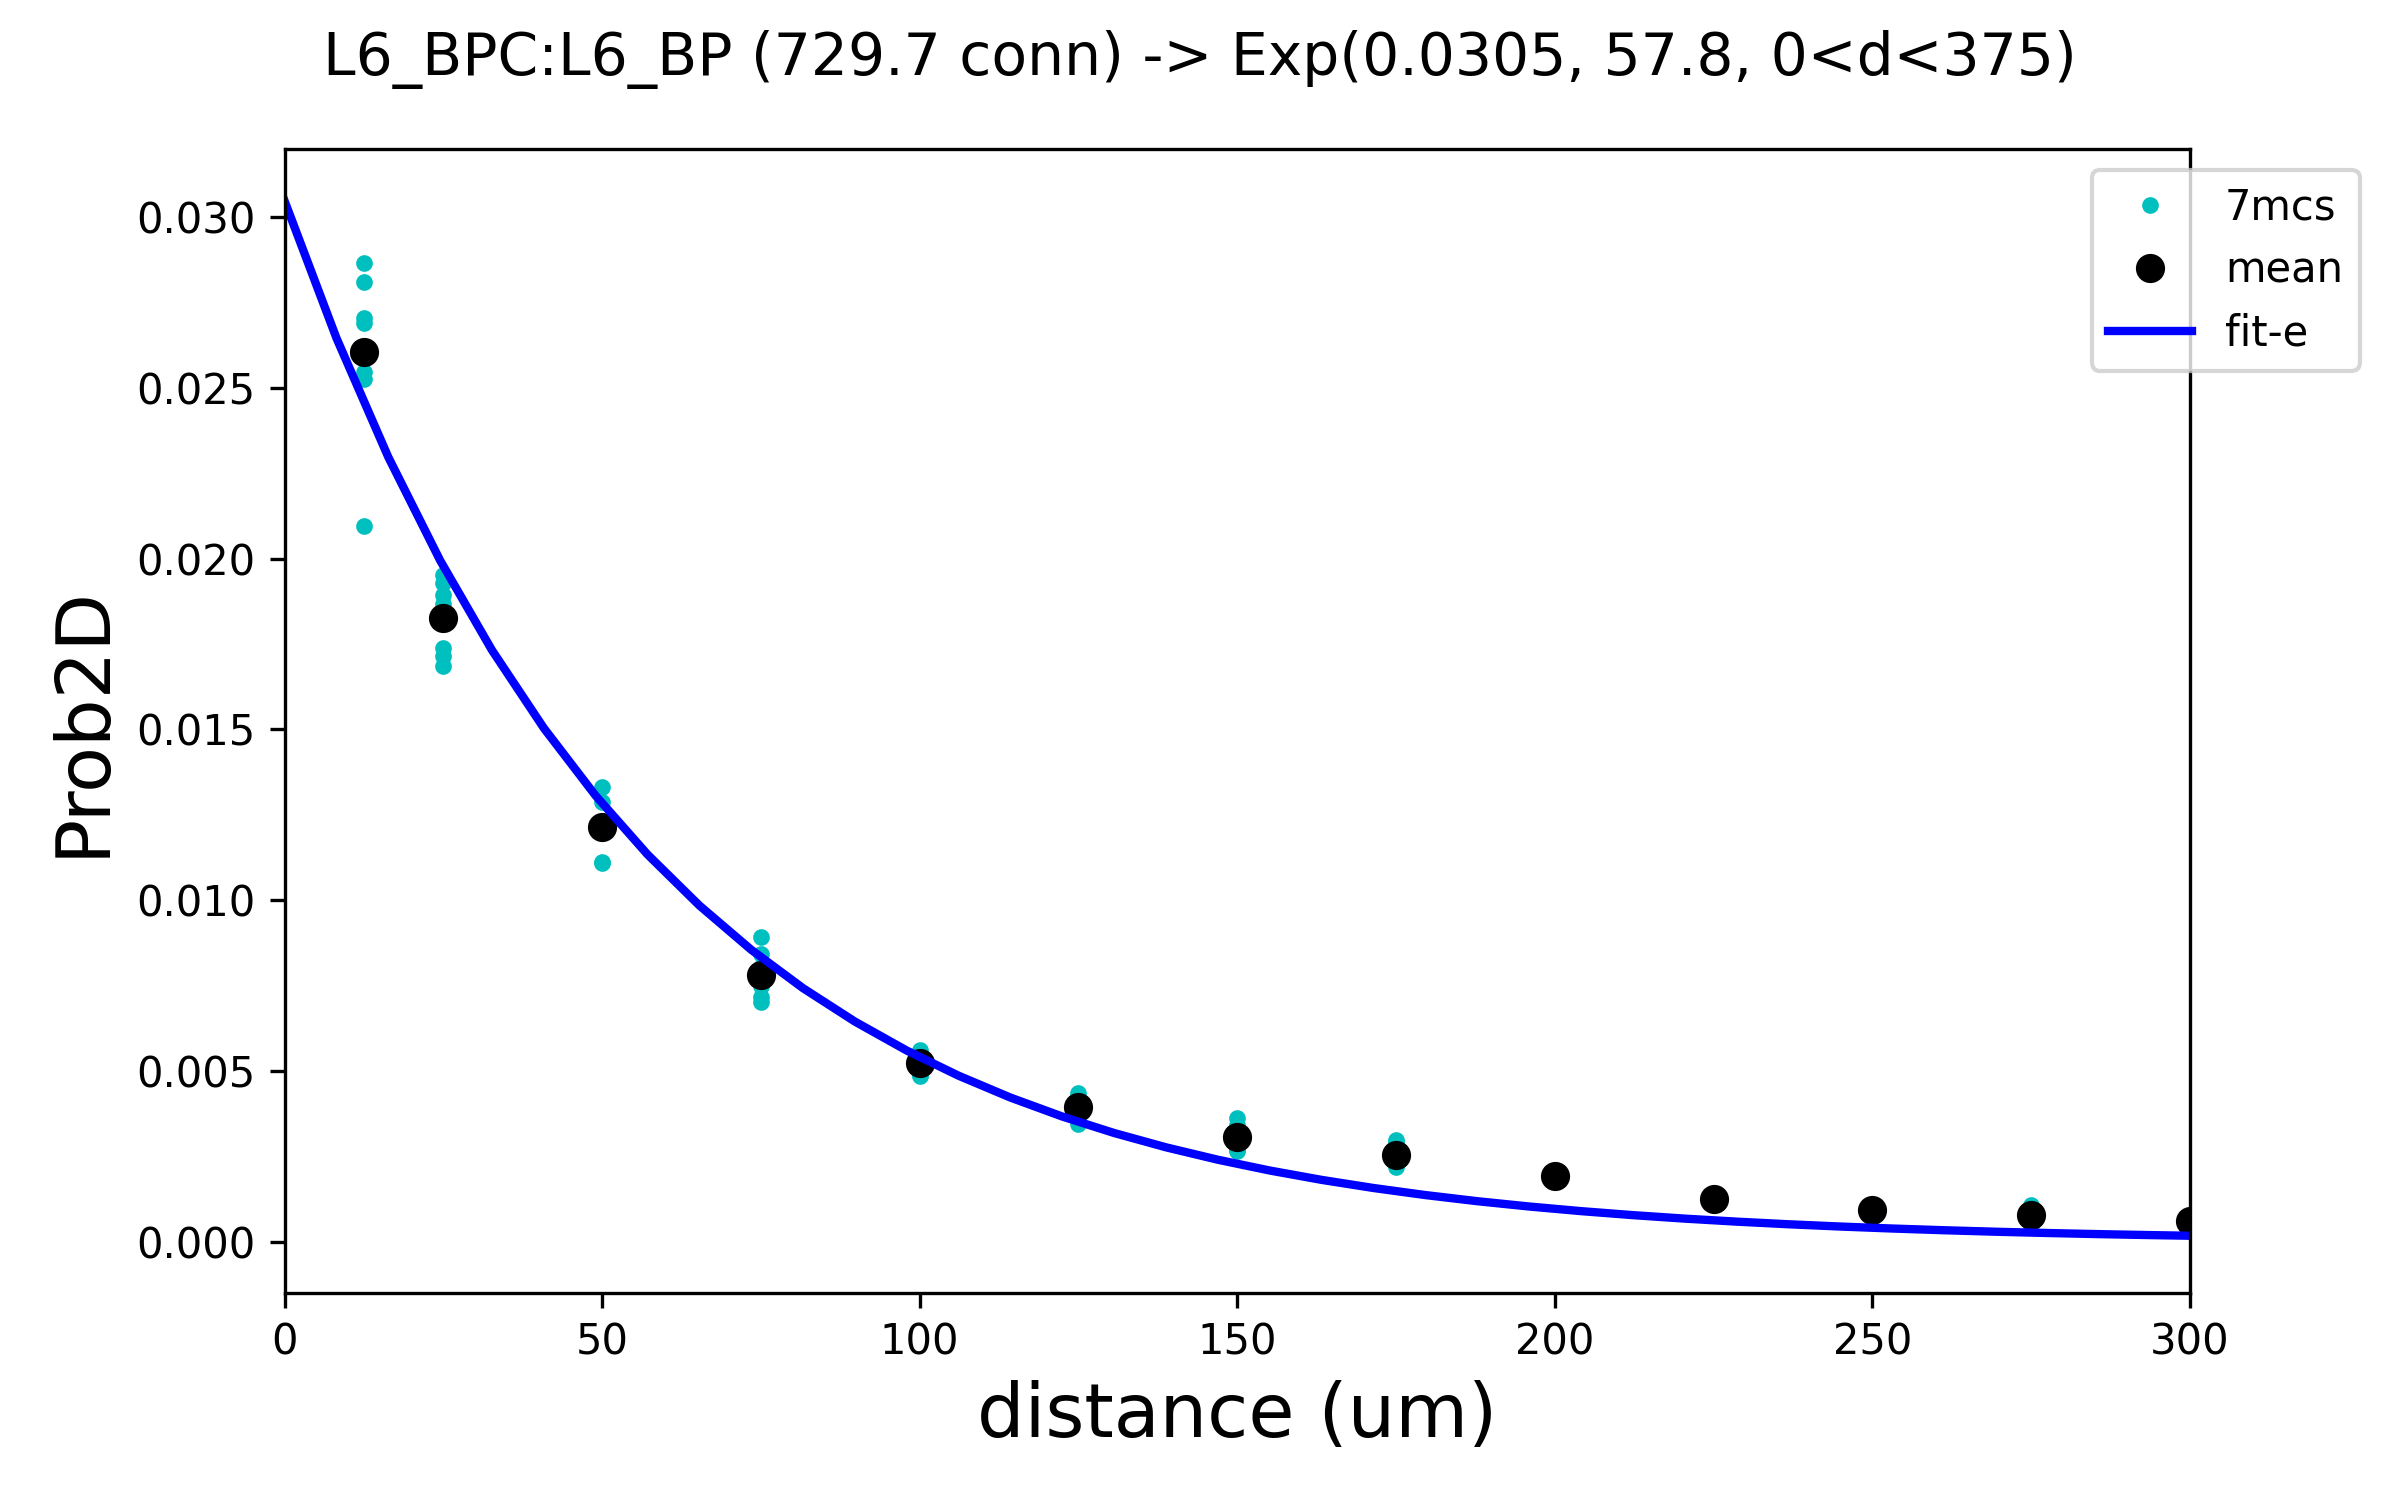 L6_BPC:L6_BP (729.7 conn) -> Exp(0.0305, 57.8, 0<d<375)
7mcs
mean
fit-e
0.030
0.025
0.020
0.015
0.010
0.005
0.000
Prob2D
0 50 100 150 200 250 300
distance (um)